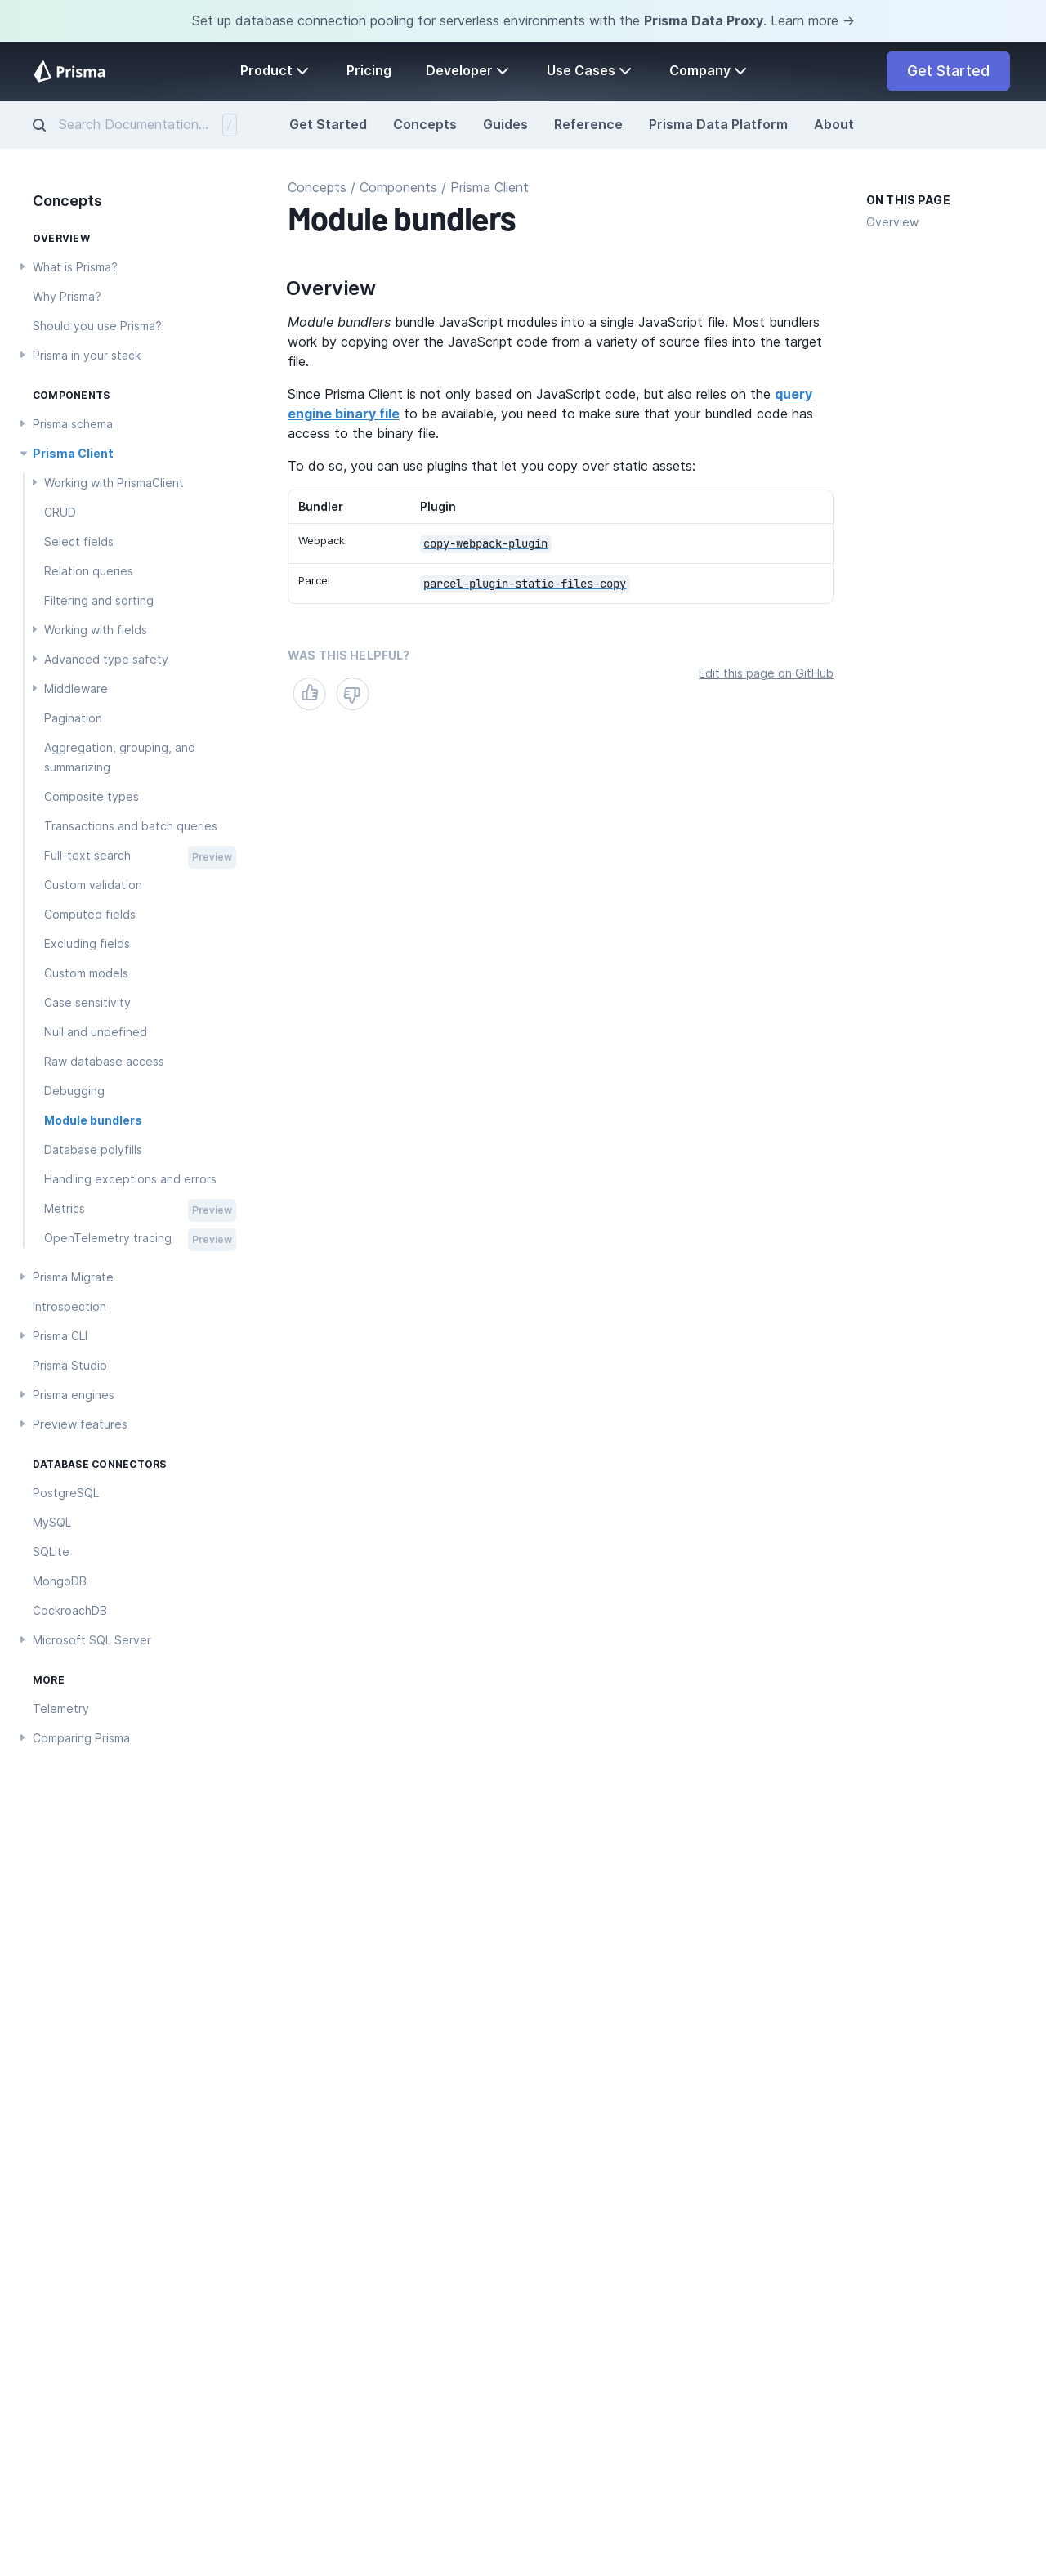 Set up database connection pooling for serverless environments with the Prisma Data Proxy. Learn more →
Prisma
Product
Pricing
Developer
Use Cases
Company
Get Started
Search Documentation...
/
Get Started
Concepts
Guides
Reference
Prisma Data Platform
About
Concepts
OVERVIEW
What is Prisma?
Why Prisma?
Should you use Prisma?
Prisma in your stack
COMPONENTS
Prisma schema
Prisma Client
Working with PrismaClient
CRUD
Select fields
Relation queries
Filtering and sorting
Working with fields
Advanced type safety
Middleware
Pagination
Aggregation, grouping, and
summarizing
Composite types
Transactions and batch queries
Full-text search Preview
Custom validation
Computed fields
Excluding fields
Custom models
Case sensitivity
Null and undefined
Raw database access
Debugging
Module bundlers
Database polyfills
Handling exceptions and errors
Metrics Preview
OpenTelemetry tracing Preview
Prisma Migrate
Introspection
Prisma CLI
Prisma Studio
Prisma engines
Preview features
DATABASE CONNECTORS
PostgreSQL
MySQL
SQLite
MongoDB
CockroachDB
Microsoft SQL Server
MORE
Telemetry
Comparing Prisma
Concepts / Components / Prisma Client
Module bundlers
Overview
Module bundlers bundle JavaScript modules into a single JavaScript file. Most bundlers
work by copying over the JavaScript code from a variety of source files into the target
file.
Since Prisma Client is not only based on JavaScript code, but also relies on the query
engine binary file to be available, you need to make sure that your bundled code has
access to the binary file.
To do so, you can use plugins that let you copy over static assets:
Bundler Plugin
Webpack copy-webpack-plugin
Parcel parcel-plugin-static-files-copy
WAS THIS HELPFUL?
Edit this page on GitHub
ON THIS PAGE
Overview